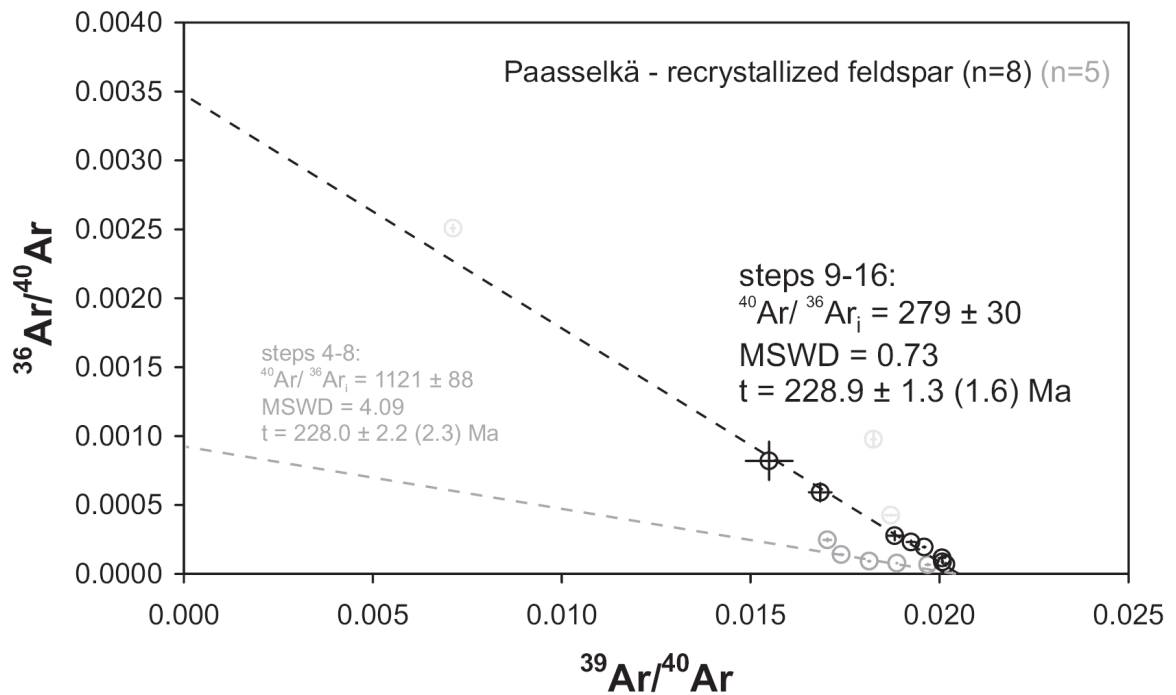 0.0040
0.0035
0.0030
0.0025
0.0020
0.0015
0.0010
0.0005
0.0000
³⁶Ar/⁴⁰Ar
Paasselkä - recrystallized feldspar (n=8) (n=5)
steps 9-16:
⁴⁰Ar/ ³⁶Arᵢ = 279 ± 30
MSWD = 0.73
t = 228.9 ± 1.3 (1.6) Ma
steps 4-8:
⁴⁰Ar/ ³⁶Arᵢ = 1121 ± 88
MSWD = 4.09
t = 228.0 ± 2.2 (2.3) Ma
0.000 0.005 0.010 0.015 0.020 0.025
³⁹Ar/⁴⁰Ar